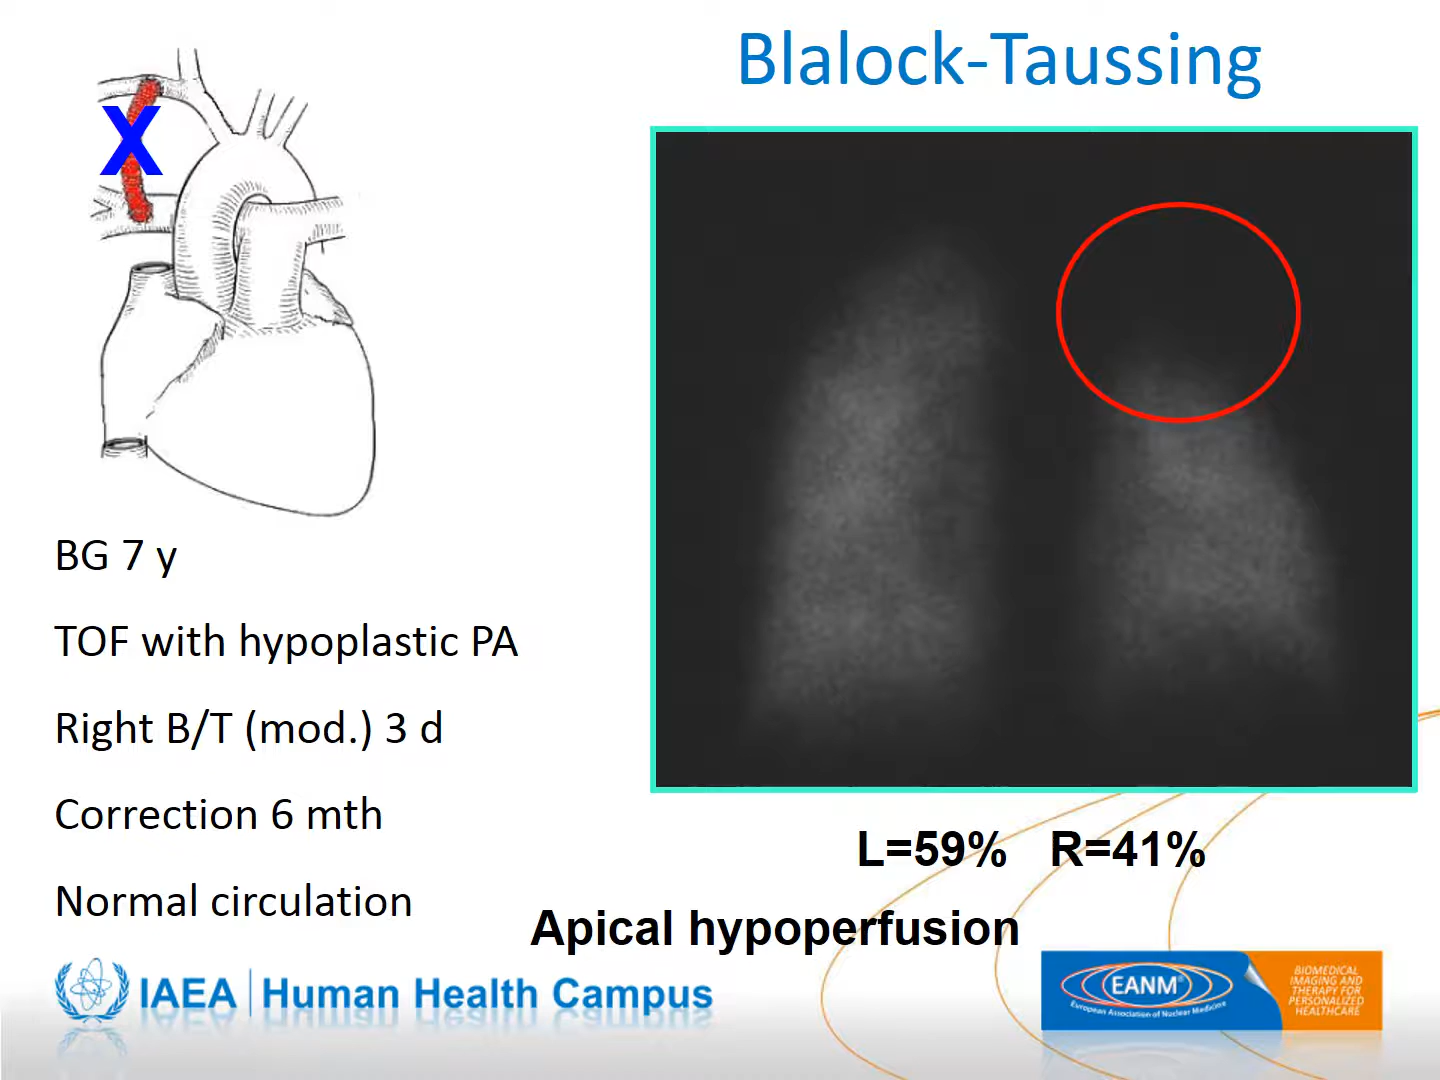 Blalock-Taussing
X
BG 7 y
TOF with hypoplastic PA
Right B/T (mod.) 3 d
Correction 6 mth
Normal circulation
L=59% R=41%
Apical hypoperfusion
IAEA | Human Health Campus
EANM®
European Association of Nuclear Medicine
BIOMEDICAL
IMAGING AND
THERAPY FOR
PERSONALIZED
HEALTHCARE